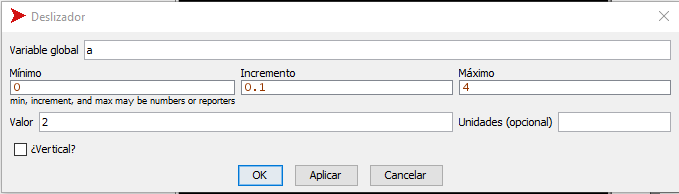 Deslizador
Variable global a
Mínimo Incremento Máximo
0 0.1 4
min, increment, and max may be numbers or reporters
Valor 2 Unidades (opcional)
¿Vertical?
OK Aplicar Cancelar